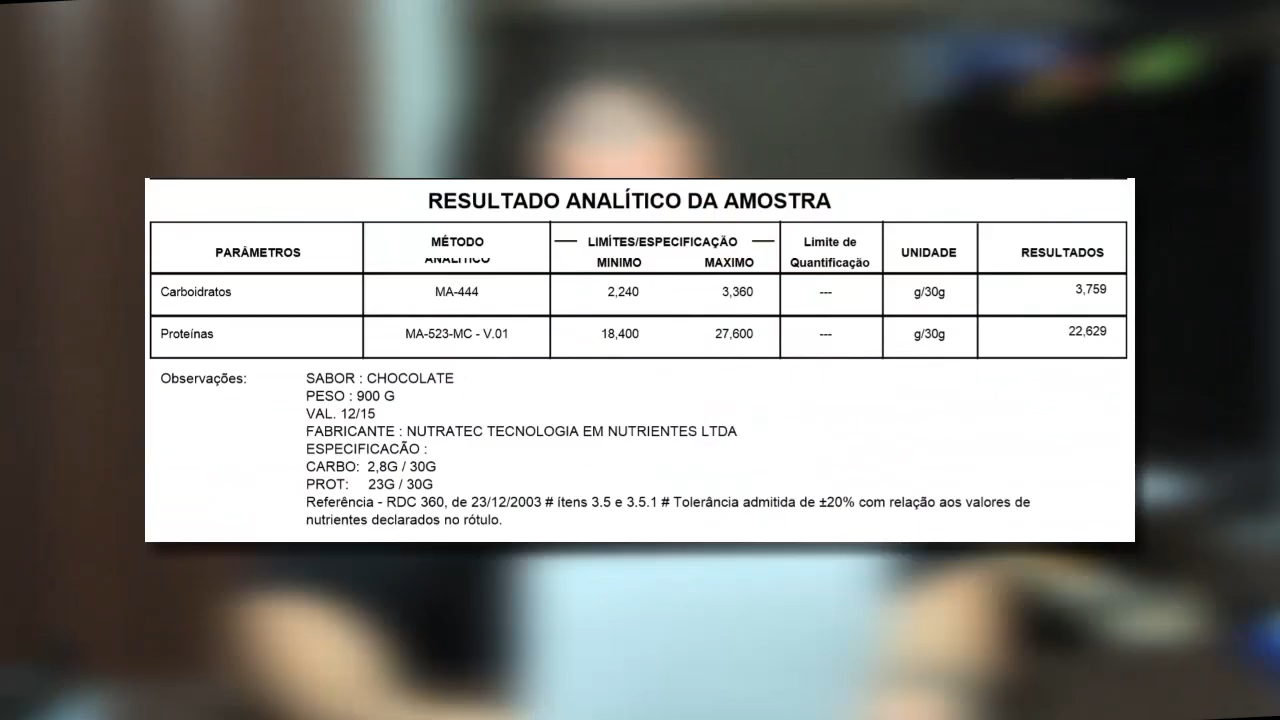 RESULTADO ANALÍTICO DA AMOSTRA
PARÂMETROS MÉTODO ANALÍTICO LIMÍTES/ESPECIFICAÇÃO MINIMO MAXIMO Limite de Quantificação UNIDADE RESULTADOS
Carboidratos MA-444 2,240 3,360 --- g/30g 3,759
Proteínas MA-523-MC - V.01 18,400 27,600 --- g/30g 22,629
Observações: SABOR : CHOCOLATE
PESO : 900 G
VAL. 12/15
FABRICANTE : NUTRATEC TECNOLOGIA EM NUTRIENTES LTDA
ESPECIFICACÃO :
CARBO: 2,8G / 30G
PROT: 23G / 30G
Referência - RDC 360, de 23/12/2003 # ítens 3.5 e 3.5.1 # Tolerância admitida de ±20% com relação aos valores de
nutrientes declarados no rótulo.